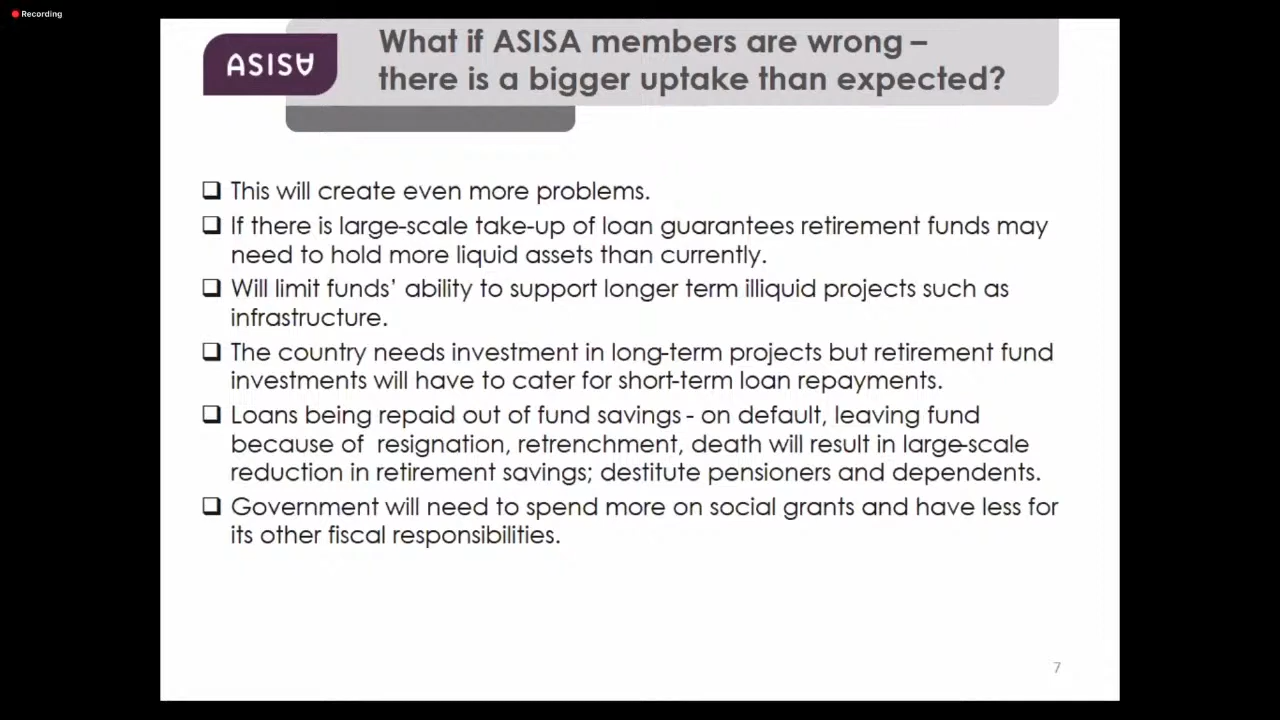 Recording
ASISA
What if ASISA members are wrong –
there is a bigger uptake than expected?
❑ This will create even more problems.
❑ If there is large-scale take-up of loan guarantees retirement funds may
need to hold more liquid assets than currently.
❑ Will limit funds’ ability to support longer term illiquid projects such as
infrastructure.
❑ The country needs investment in long-term projects but retirement fund
investments will have to cater for short-term loan repayments.
❑ Loans being repaid out of fund savings - on default, leaving fund
because of  resignation, retrenchment, death will result in large-scale
reduction in retirement savings; destitute pensioners and dependents.
❑ Government will need to spend more on social grants and have less for
its other fiscal responsibilities.
7